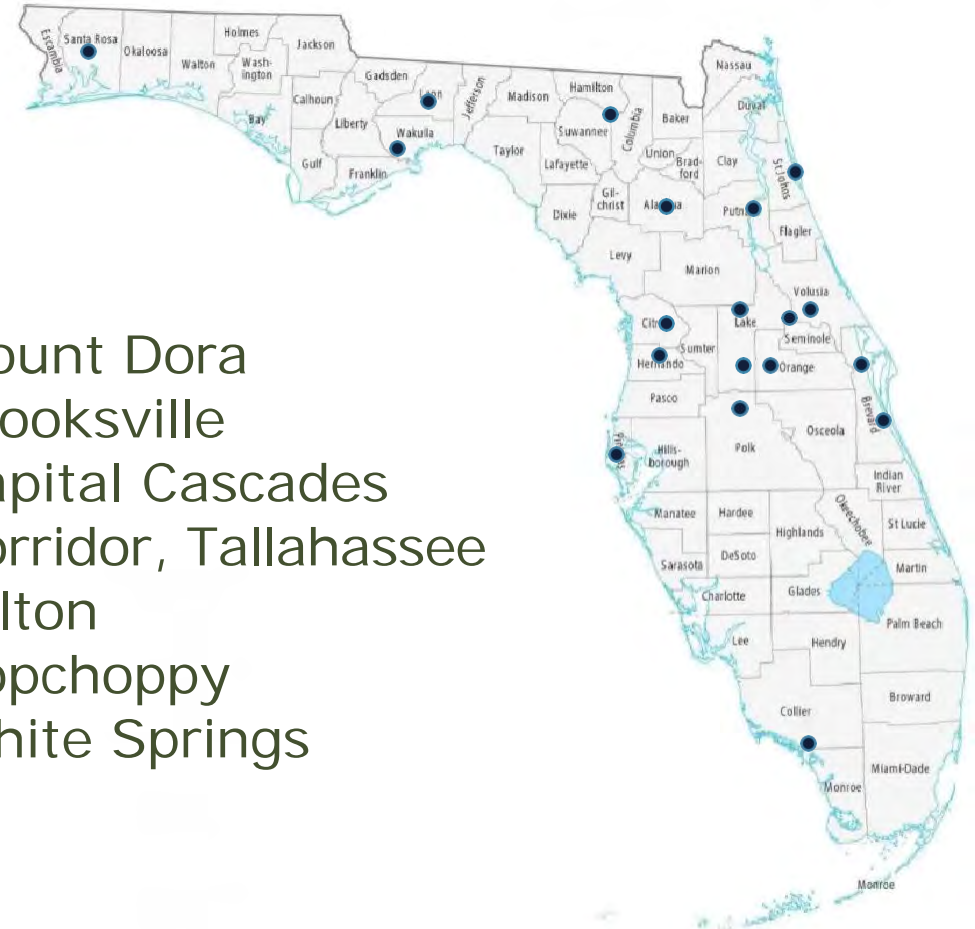 ount Dora
ooksville
apital Cascades
orridor, Tallahassee
lton
opchoppy
hite Springs
Escambia
Santa Rosa
Okaloosa
Walton
Holmes
Wash-
ington
Jackson
Bay
Calhoun
Gulf
Gadsden
Liberty
Franklin
Leon
Wakulla
Jefferson
Madison
Taylor
Hamilton
Suwannee
Lafayette
Dixie
Columbia
Gil-
christ
Baker
Union
Brad-
ford
Nassau
Duval
Clay
St Johns
Putn
Flagler
Levy
Marion
Volusia
Citr
Lake
Seminole
Sumter
Hernando
Orange
Pasco
Brevard
Osceola
Polk
Hills-
borough
Indian
River
Manatee
Hardee
Highlands
Okeechobee
St Lucie
Sarasota
DeSoto
Martin
Charlotte
Glades
Palm Beach
Lee
Hendry
Broward
Collier
Miami-Dade
Monroe
Monroe